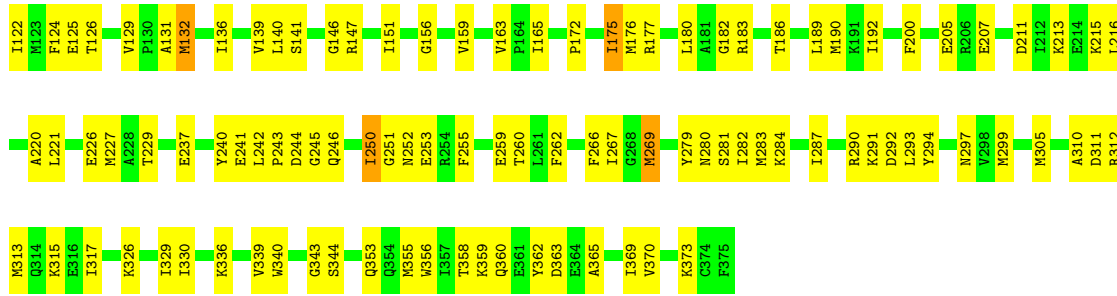 I122 M123 F124 E125 T126 V129 P130 A131 M132 I136 V139 L140 S141 G146 R147 I151 G156 V159 V163 P164 I165 P172 I175 M176 R177 L180 A181 G182 R183 T186 L189 M190 K191 I192 F200 E205 R206 E207 D211 I212 K213 E214 K215 L216
A220 L221 E226 M227 A228 T229 E237 Y240 E241 L242 P243 D244 G245 Q246 I250 G251 N252 E253 R254 F255 E259 T260 L261 F262 F266 I267 G268 M269 Y279 N280 S281 I282 M283 K284 I287 R290 K291 D292 L293 Y294 N297 V298 M299 M305 A310 D311 R312
M313 Q314 K315 E316 I317 K326 I329 I330 K336 V339 W340 G343 S344 Q353 Q354 M355 W356 I357 T358 K359 Q360 E361 Y362 D363 E364 A365 I369 V370 K373 C374 F375